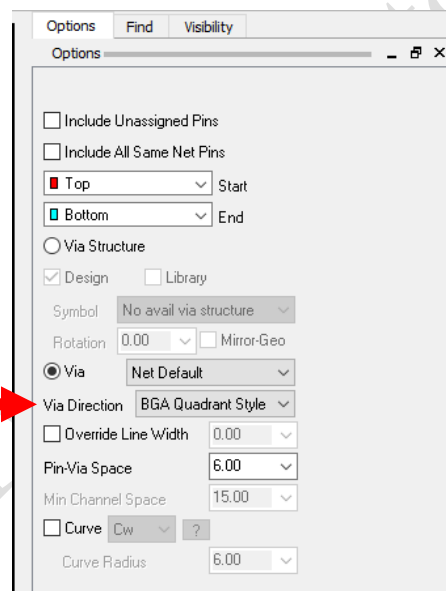 Options Find Visibility
Options
Include Unassigned Pins
Include All Same Net Pins
Top Start
Bottom End
Via Structure
Design Library
Symbol No avail via structure
Rotation 0.00 Mirror-Geo
Via Net Default
Via Direction BGA Quadrant Style
Override Line Width 0.00
Pin-Via Space 6.00
Min Channel Space 15.00
Curve Cw ?
Curve Radius 6.00